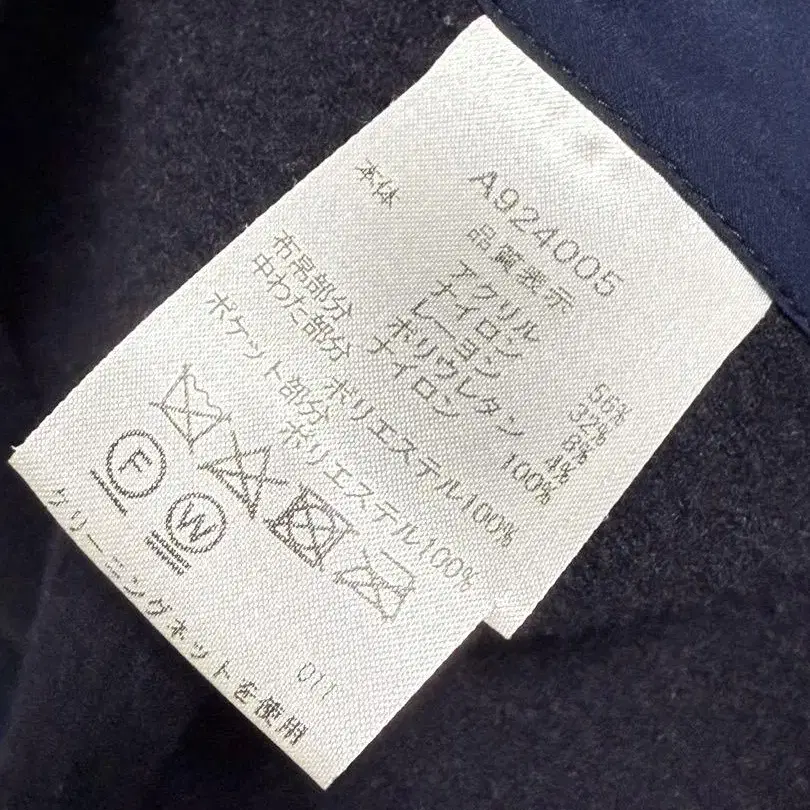 A924005
品質表示
本体 アクリル 56%
ナイロン 32%
レーヨン 8%
ポリウレタン 4%
布帛部分 ナイロン 100%
中わた部分 ポリエステル100%
ポケット部分 ポリエステル100%
F
W
クリーニングネットを使用
011